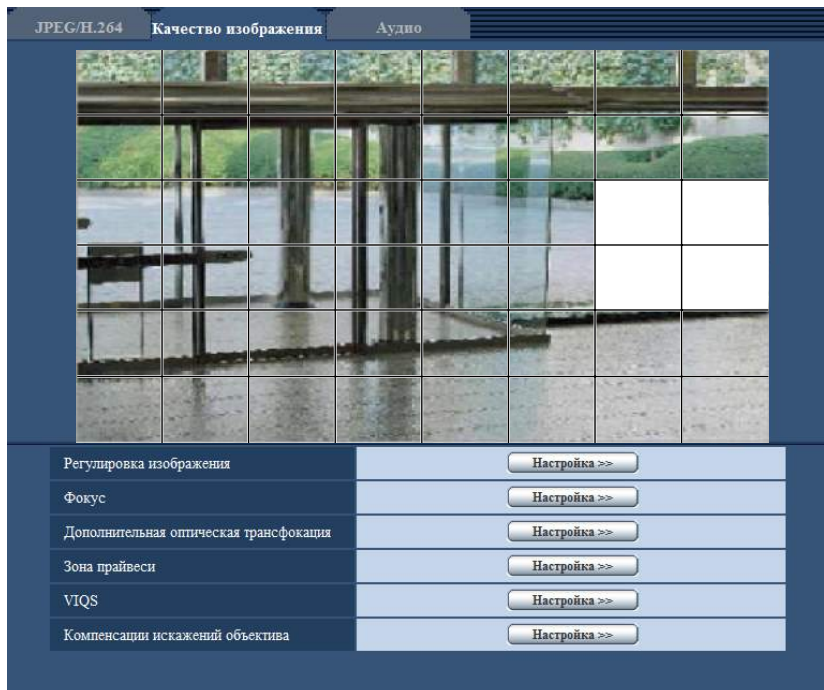 JPEG/H.264 Качество изображения Аудио
Регулировка изображения Настройка >>
Фокус Настройка >>
Дополнительная оптическая трансфокация Настройка >>
Зона прайвеси Настройка >>
VIQS Настройка >>
Компенсации искажений объектива Настройка >>